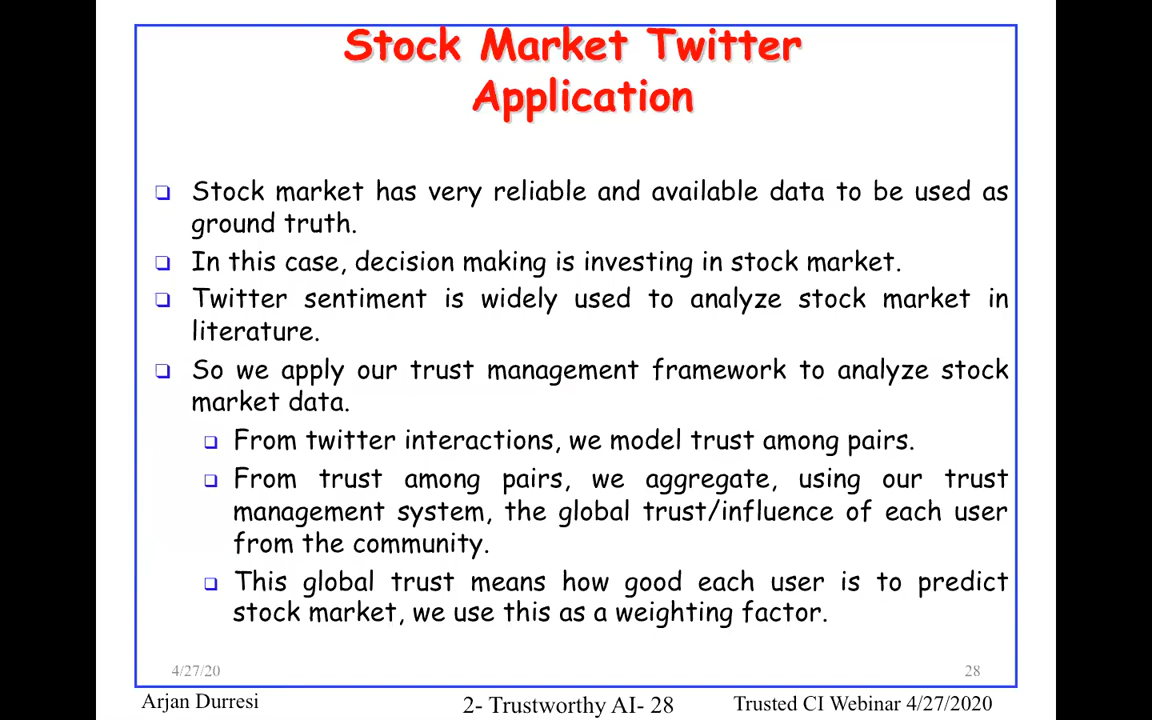 Stock Market Twitter
Application
❑ Stock market has very reliable and available data to be used as
ground truth.
❑ In this case, decision making is investing in stock market.
❑ Twitter sentiment is widely used to analyze stock market in
literature.
❑ So we apply our trust management framework to analyze stock
market data.
❑ From twitter interactions, we model trust among pairs.
❑ From trust among pairs, we aggregate, using our trust
management system, the global trust/influence of each user
from the community.
❑ This global trust means how good each user is to predict
stock market, we use this as a weighting factor.
4/27/20 28
Arjan Durresi 2- Trustworthy AI- 28 Trusted CI Webinar 4/27/2020